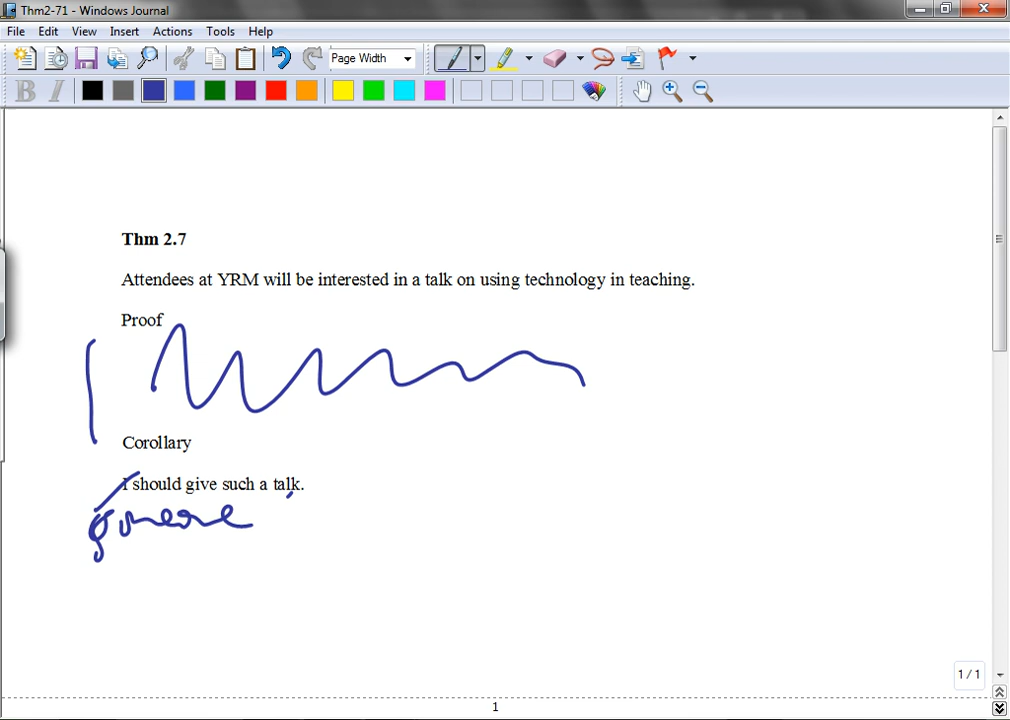 Thm2-71 - Windows Journal
File Edit View Insert Actions Tools Help
Page Width
B I
Thm 2.7
Attendees at YRM will be interested in a talk on using technology in teaching.
Proof
Corollary
I should give such a talk.
1 / 1
1